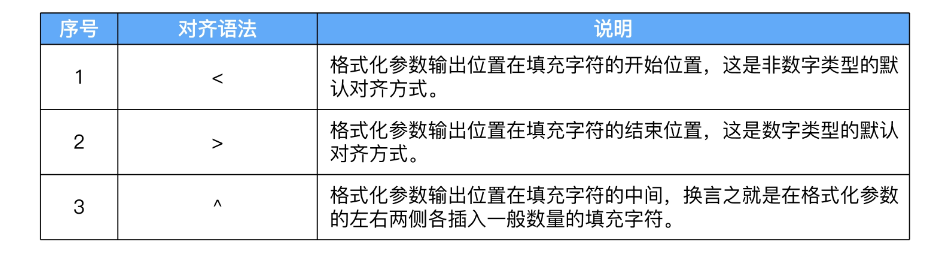 序号 对齐语法 说明
1 < 格式化参数输出位置在填充字符的开始位置，这是非数字类型的默
认对齐方式。
2 > 格式化参数输出位置在填充字符的结束位置，这是数字类型的默认
对齐方式。
3 ^ 格式化参数输出位置在填充字符的中间，换言之就是在格式化参数
的左右两侧各插入一般数量的填充字符。